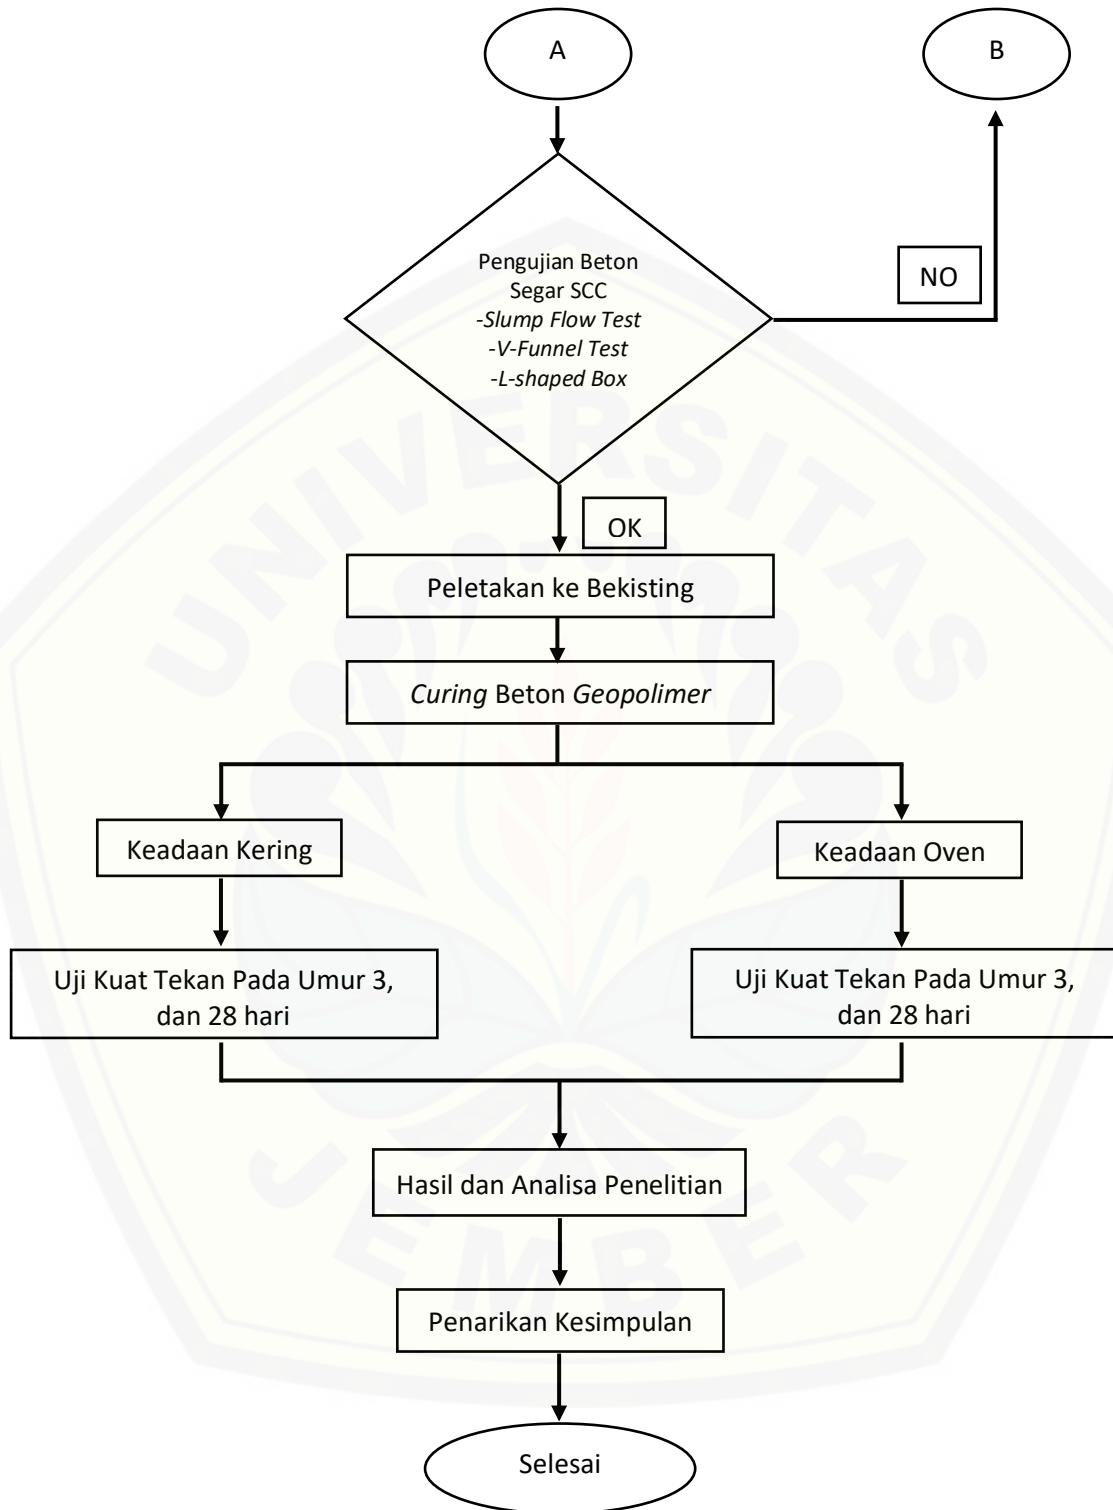 A
B
Pengujian Beton
Segar SCC
-Slump Flow Test
-V-Funnel Test
-L-shaped Box
NO
OK
Peletakan ke Bekisting
Curing Beton Geopolimer
Keadaan Kering
Keadaan Oven
Uji Kuat Tekan Pada Umur 3,
dan 28 hari
Uji Kuat Tekan Pada Umur 3,
dan 28 hari
Hasil dan Analisa Penelitian
Penarikan Kesimpulan
Selesai
UNIVERSITAS
JEMBER